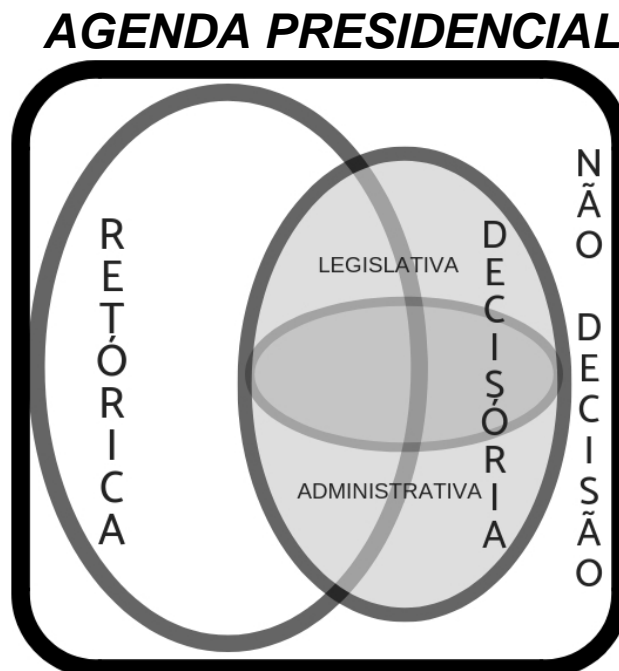 AGENDA PRESIDENCIAL
RETÓRICA
LEGISLATIVA
ADMINISTRATIVA
DECISÓRIA
NÃO DECISÃO